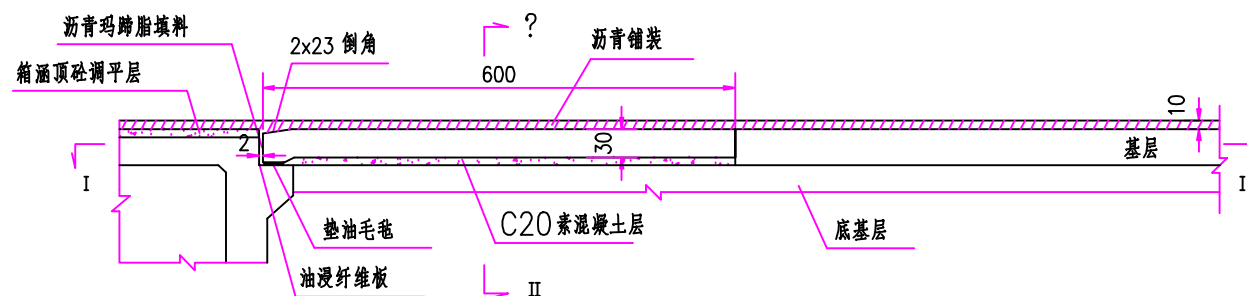 沥青玛蹄脂填料
?
2x23 倒角
沥青铺装
箱涵顶砼调平层
600
10
2
30
基层
I
I
垫油毛毡
C20素混凝土层
底基层
油浸纤维板
II